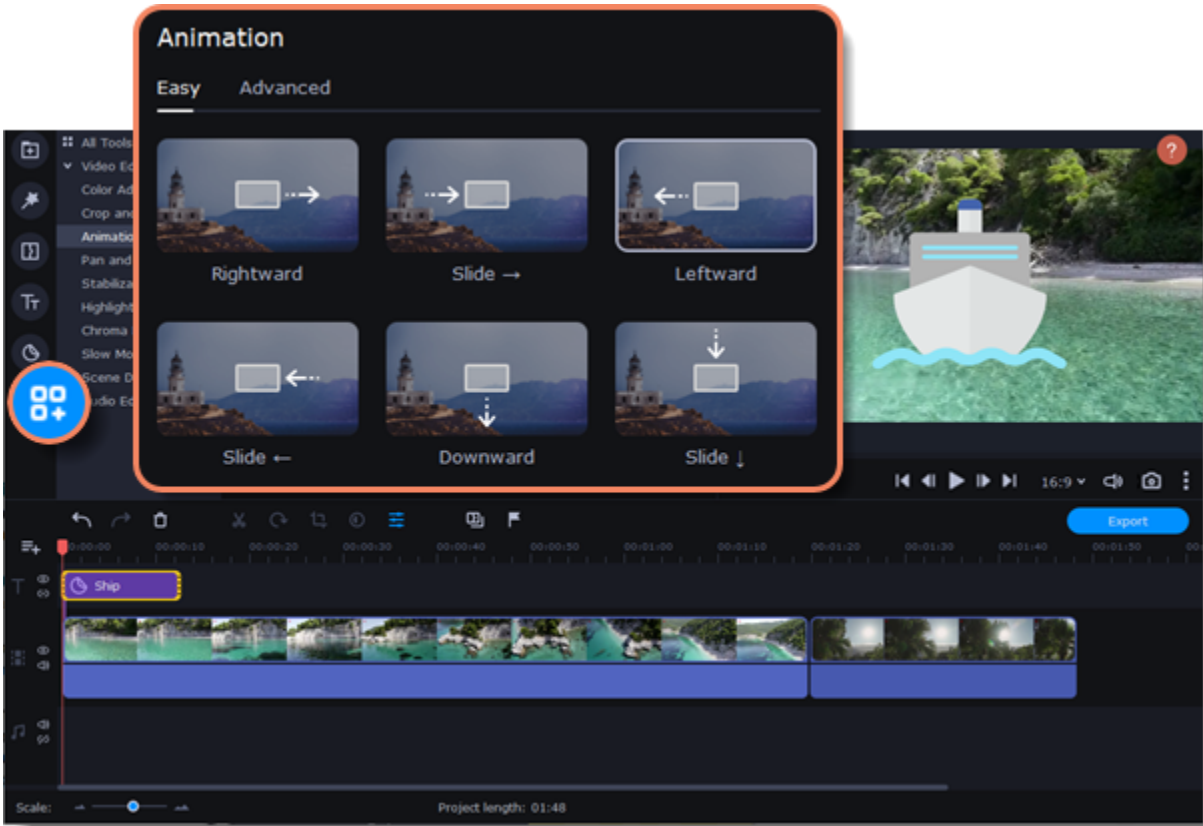 Animation
Easy Advanced
Rightward Slide → Leftward
Slide ← Downward Slide ↓
?
All Tools
Video Ed
Color Ad
Crop and
Animatio
Pan and
Stabiliza
Highlight
Chroma
Slow Mo
Scene D
udio Ed
Tт
16:9
Export
0:00:00 00:00:10 00:00:20 00:00:30 00:00:40 00:00:50 00:01:00 00:01:10 00:01:20 00:01:30 00:01:40 00:01:50 00:
T
Ship
Scale: Project length: 01:48